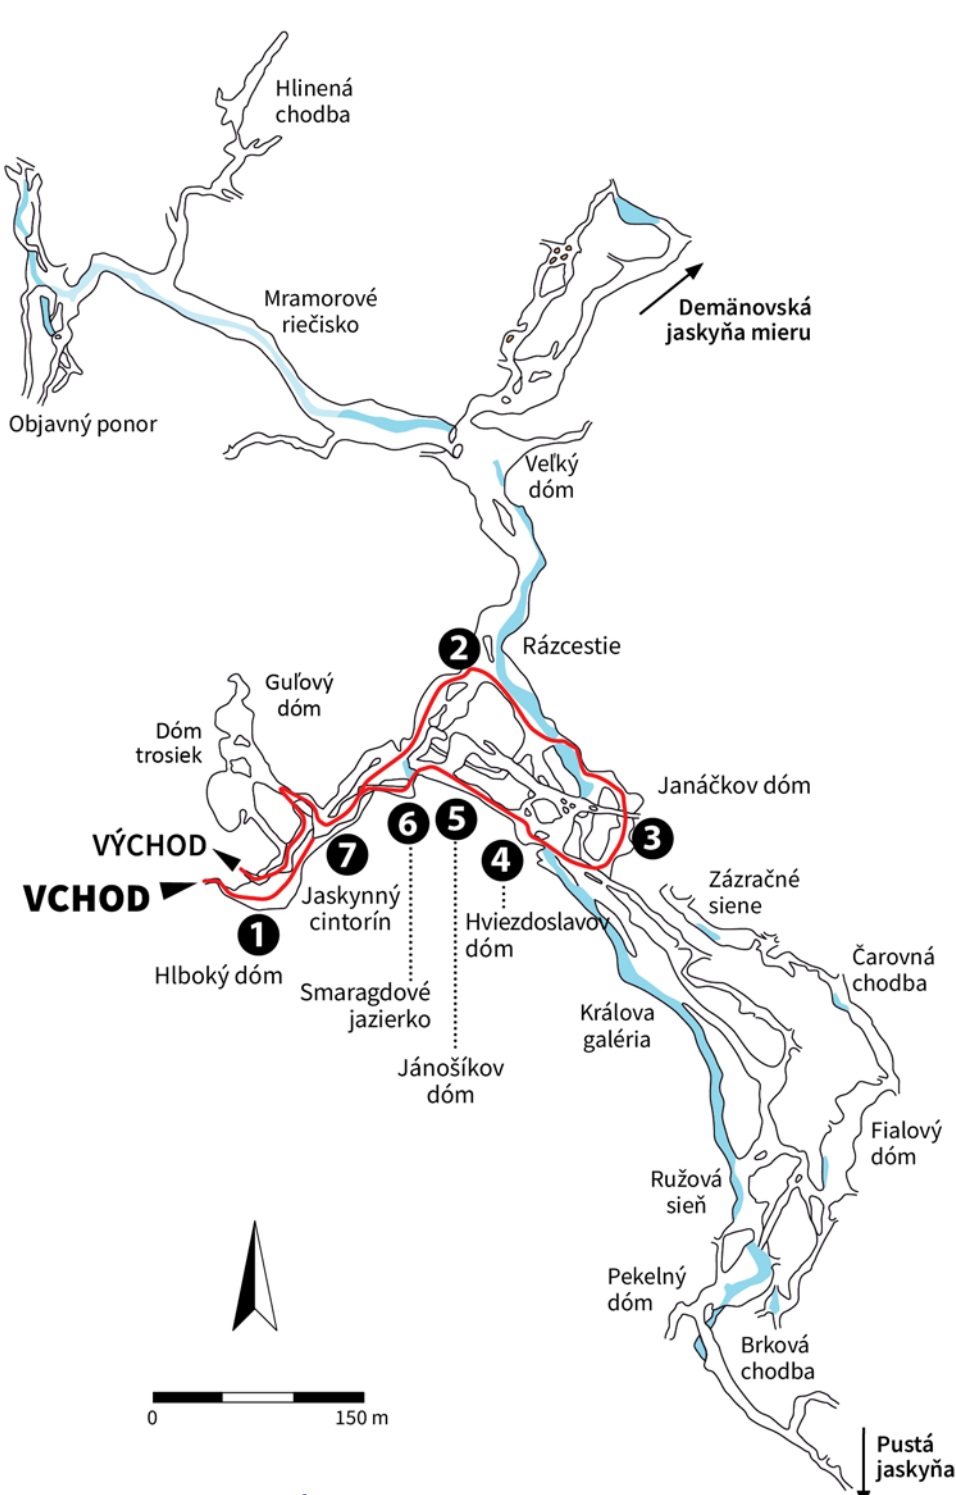 Hlinená
chodba
Mramorové
riečisko
Demänovská
jaskyňa mieru
Objavný ponor
Veľký
dóm
2
Rázcestie
Guľový
dóm
Dóm
trosiek
Janáčkov dóm
6
5
3
VÝCHOD
7
4
VCHOD
Jaskynný
cintorín
Zázračné
siene
1
Hviezdoslavov
dóm
Hlboký dóm
Čarovná
chodba
Smaragdové
jazierko
Králova
galéria
Jánošíkov
dóm
Fialový
dóm
Ružová
sieň
Pekelný
dóm
Brková
chodba
0
150 m
Pustá
jaskyňa